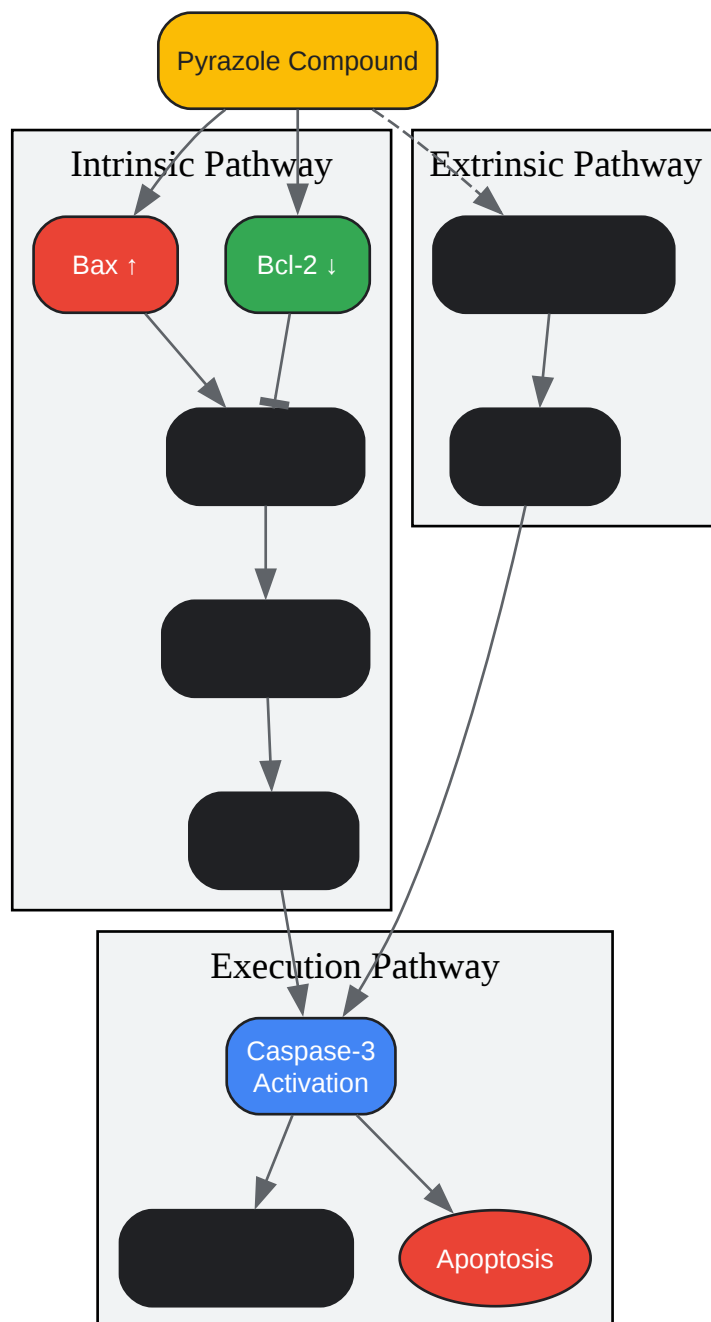 Pyrazole Compound
Intrinsic Pathway
Extrinsic Pathway
Bax ↑
Bcl-2 ↓
Execution Pathway
Caspase-3
Activation
Apoptosis